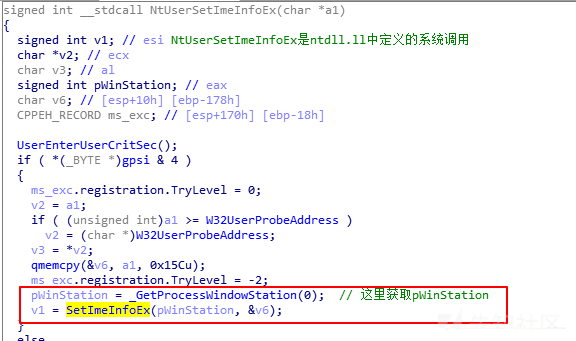 signed int __stdcall NtUserSetImeInfoEx(char *a1)
{
signed int v1; // esi NtUserSetImeInfoEx是ntdll.ll中定义的系统调用
char *v2; // ecx
char v3; // al
signed int pWinStation; // eax
char v6; // [esp+10h] [ebp-178h]
CPPEH_RECORD ms_exc; // [esp+170h] [ebp-18h]
UserEnterUserCritSec();
if ( *(_BYTE *)gpsi & 4 )
{
ms_exc.registration.TryLevel = 0;
v2 = a1;
if ( (unsigned int)a1 >= W32UserProbeAddress )
v2 = (char *)W32UserProbeAddress;
v3 = *v2;
qmemcpy(&v6, a1, 0x15Cu);
ms_exc.registration.TryLevel = -2;
pWinStation = _GetProcessWindowStation(0); // 这里获取pWinStation
v1 = SetImeInfoEx(pWinStation, &v6);
}
else